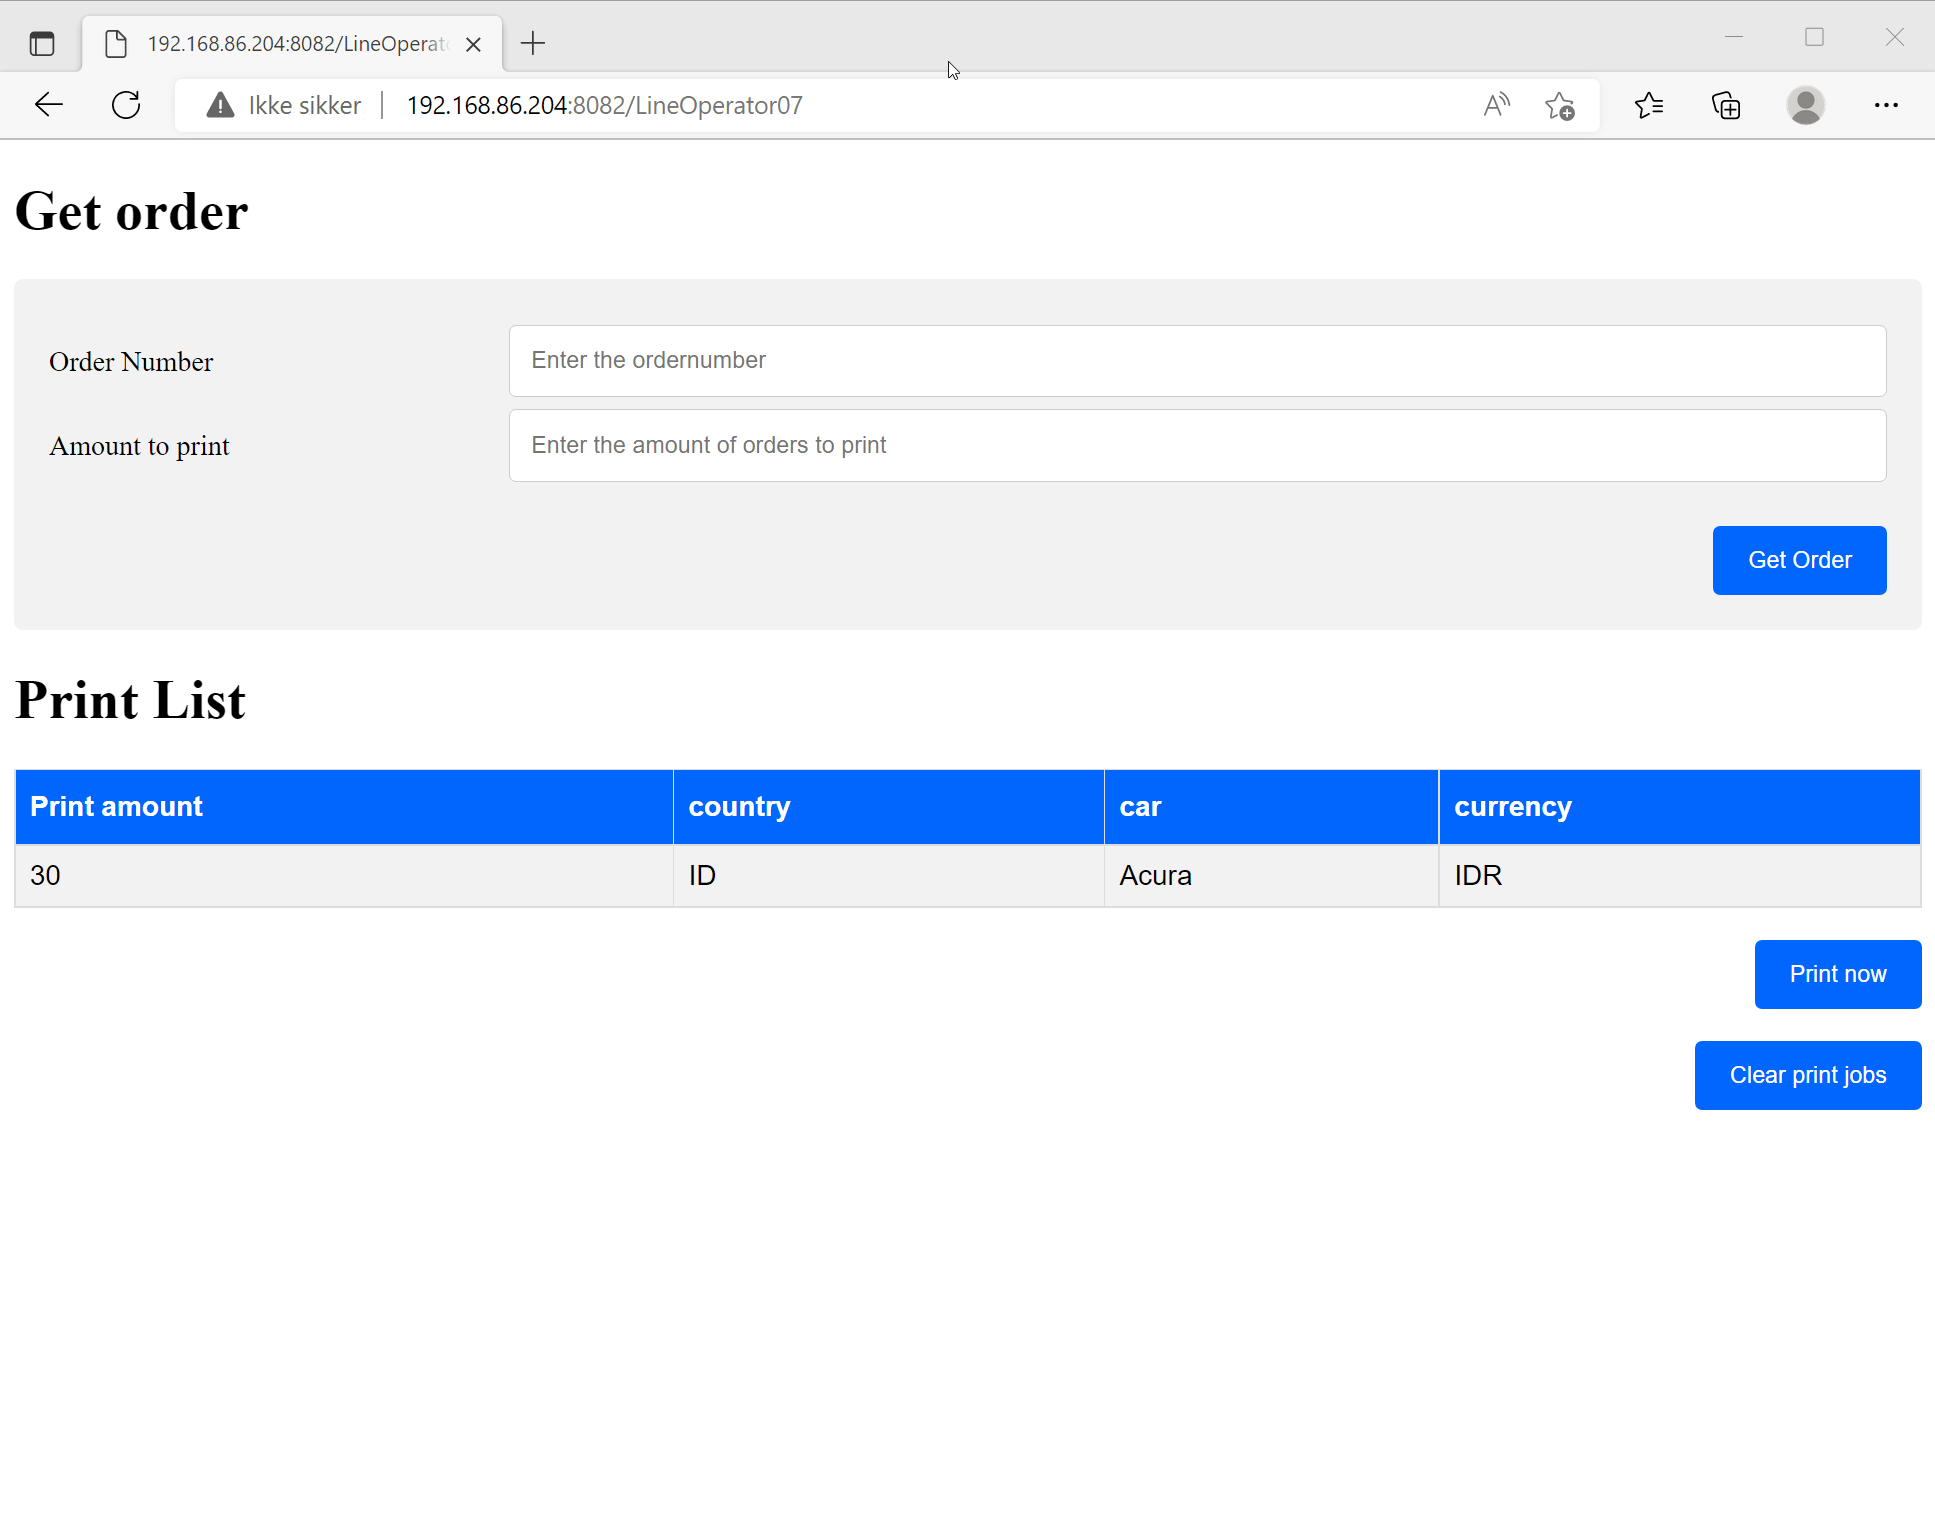 192.168.86.204:8082/LineOperat
Ikke sikker 192.168.86.204:8082/LineOperator07
Get order
Order Number Enter the ordernumber
Amount to print Enter the amount of orders to print
Get Order
Print List
Print amount country car currency
30 ID Acura IDR
Print now
Clear print jobs